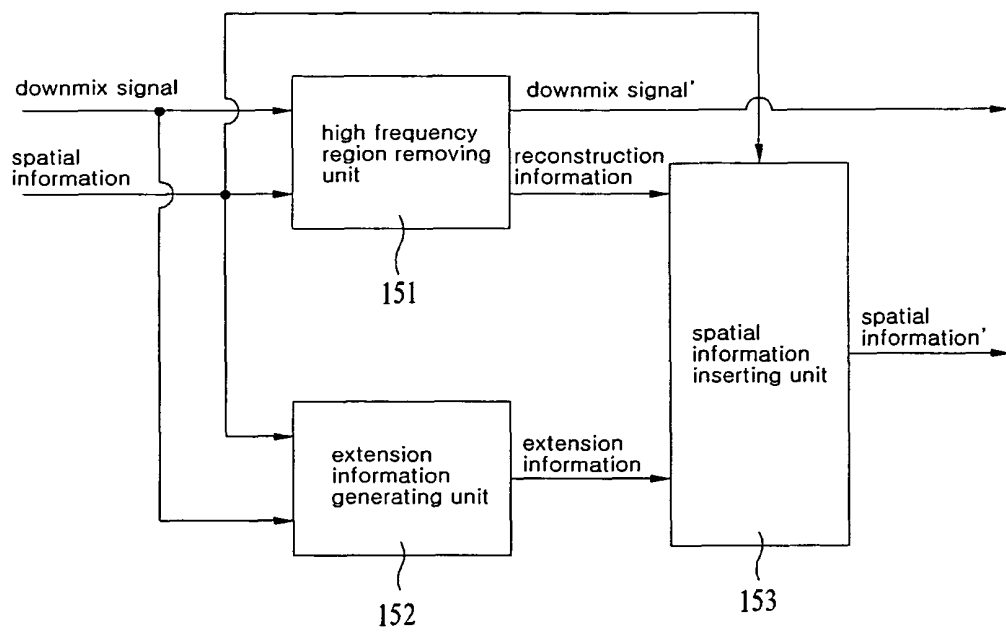 downmix signal
spatial
information
high frequency
region removing
unit
151
downmix signal'
reconstruction
information
extension
information
generating unit
152
extension
information
spatial
information
inserting unit
153
spatial
information'